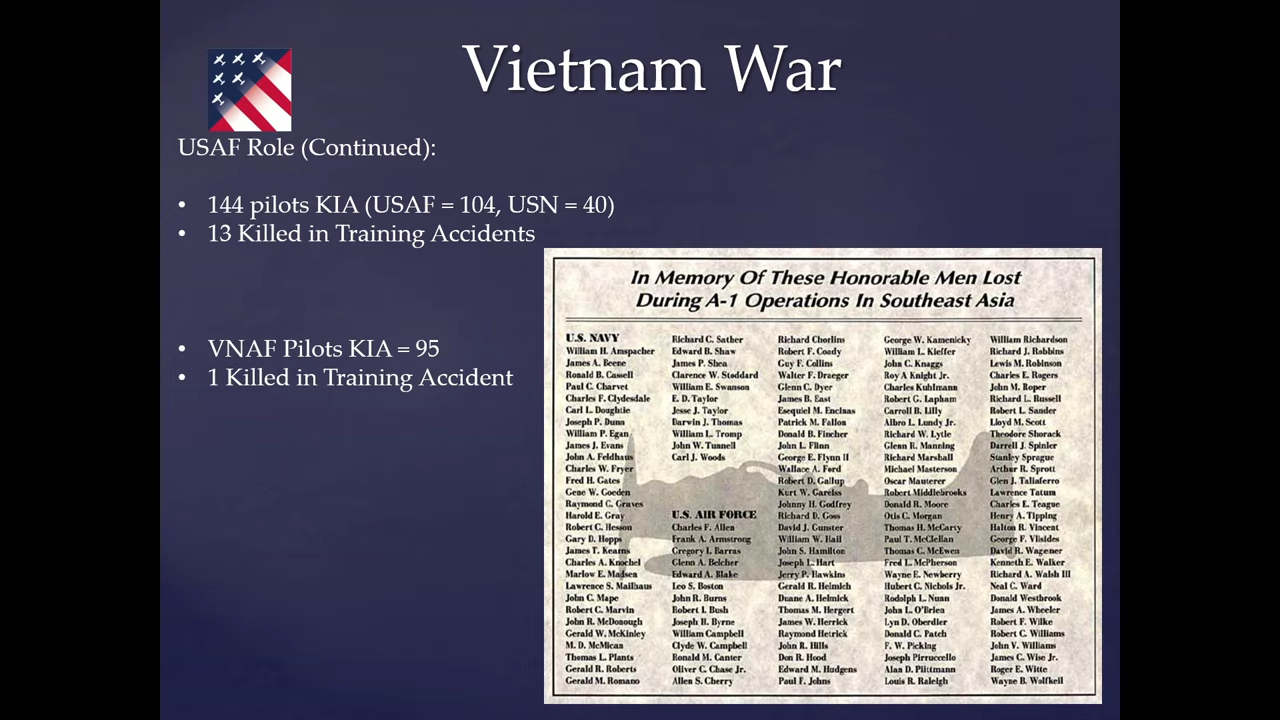 Vietnam War
USAF Role (Continued):
• 144 pilots KIA (USAF = 104, USN = 40)
• 13 Killed in Training Accidents
• VNAF Pilots KIA = 95
• 1 Killed in Training Accident
In Memory Of These Honorable Men Lost
During A-1 Operations In Southeast Asia
U.S. NAVY
William H. Amspacher
James A. Beene
Ronald B. Cassell
Paul C. Charvet
Charles F. Clydesdale
Carl L. Doughtie
Joseph P. Dunn
William P. Egan
James J. Evans
John A. Feldhaus
Charles W. Fryer
Fred H. Gates
Gene W. Goeden
Raymond C. Graves
Harold E. Gray
Robert C. Hesson
Gary D. Hopps
James T. Kearns
Charles A. Knochel
Marlow E. Madsen
Lawrence S. Mailhaus
John C. Mape
Robert C. Marvin
John R. McDonough
Gerald W. McKinley
M. D. McMican
Thomas L. Plants
Gerald R. Roberts
Gerald M. Romano
Richard C. Sather
Edward B. Shaw
James P. Shea
Clarence W. Stoddard
William E. Swanson
E. D. Taylor
Jesse J. Taylor
Darwin J. Thomas
William L. Tromp
John W. Tunnell
Carl J. Woods
U.S. AIR FORCE
Charles F. Allen
Frank A. Armstrong
Gregory I. Barras
Glenn A. Belcher
Edward A. Blake
Leo S. Boston
John R. Burns
Robert I. Bush
Joseph H. Byrne
William Campbell
Clyde W. Campbell
Ronald M. Canter
Oliver C. Chase Jr.
Allen S. Cherry
Richard Chorlins
Robert F. Coady
Guy F. Collins
Walter F. Draeger
Glenn C. Dyer
James B. East
Esequiel M. Encinas
Patrick M. Fallon
Donald B. Fincher
John L. Flinn
George E. Flynn II
Wallace A. Ford
Robert D. Gallup
Kurt W. Gareiss
Johnny H. Godfrey
Richard D. Goss
David J. Gunster
William W. Hail
John S. Hamilton
Joseph L. Hart
Jerry P. Hawkins
Gerald R. Helmich
Duane A. Helmick
Thomas M. Hergert
James W. Herrick
Raymond Hetrick
John R. Hills
Don R. Hood
Edward M. Hudgens
Paul F. Johns
George W. Kamenicky
William L. Kieffer
John C. Knaggs
Roy A Knight Jr.
Charles Kuhlmann
Robert G. Lapham
Carroll B. Lilly
Albro L. Lundy Jr.
Richard W. Lytle
Glenn R. Manning
Richard Marshall
Michael Masterson
Oscar Mauterer
Robert Middlebrooks
Donald R. Moore
Otis C. Morgan
Thomas H. McCarty
Paul T. McClellan
Thomas C. McEwen
Fred L. McPherson
Wayne E. Newberry
Hubert C. Nichols Jr.
Rodolph L. Nunn
John L. O'Brien
Lyn D. Oberdier
Donald C. Patch
F. W. Picking
Joseph Pirruccello
Alan D. Pittmann
Louis R. Raleigh
William Richardson
Richard J. Robbins
Lewis M. Robinson
Charles E. Rogers
John M. Roper
Richard L. Russell
Robert L. Sander
Lloyd M. Scott
Theodore Shorack
Darrell J. Spinler
Stanley Sprague
Arthur R. Sprott
Glen J. Taliaferro
Lawrence Tatum
Charles E. Teague
Henry A. Tipping
Halton R. Vincent
George F. Vlisides
David R. Wagener
Kenneth E. Walker
Richard A. Walsh III
Neal C. Ward
Donald Westbrook
James A. Wheeler
Robert F. Wilke
Robert C. Williams
John V. Williams
James C. Wise Jr.
Roger E. Witte
Wayne B. Wolfkeil